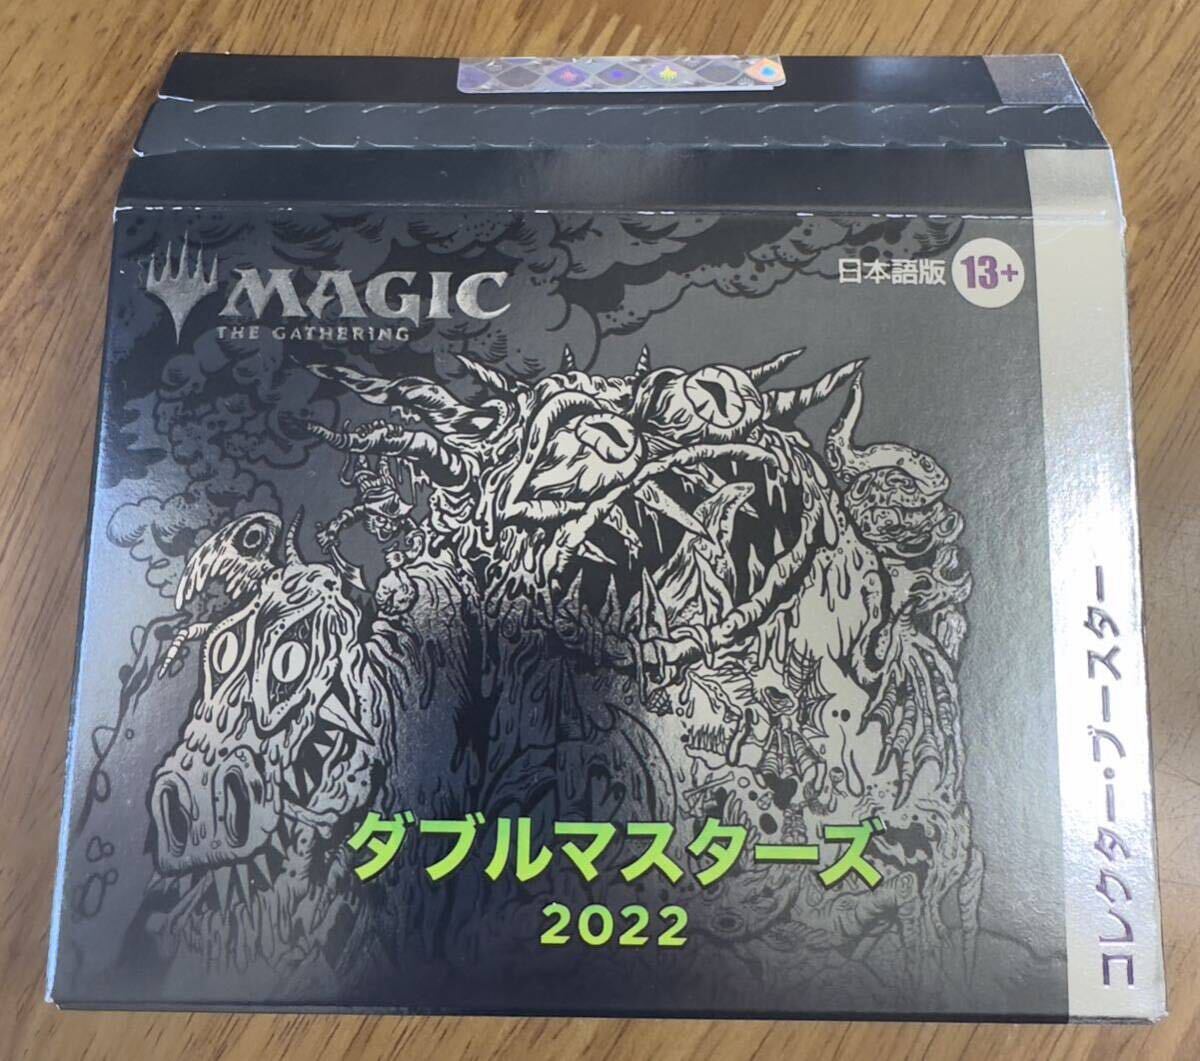 MAGIC
THE GATHERING
日本語版 13+
ダブルマスターズ
2022
コレクター・ブースター